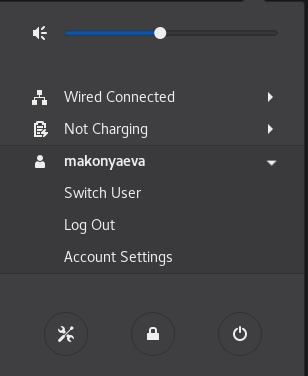 Wired Connected
Not Charging
makonyaeva
Switch User
Log Out
Account Settings